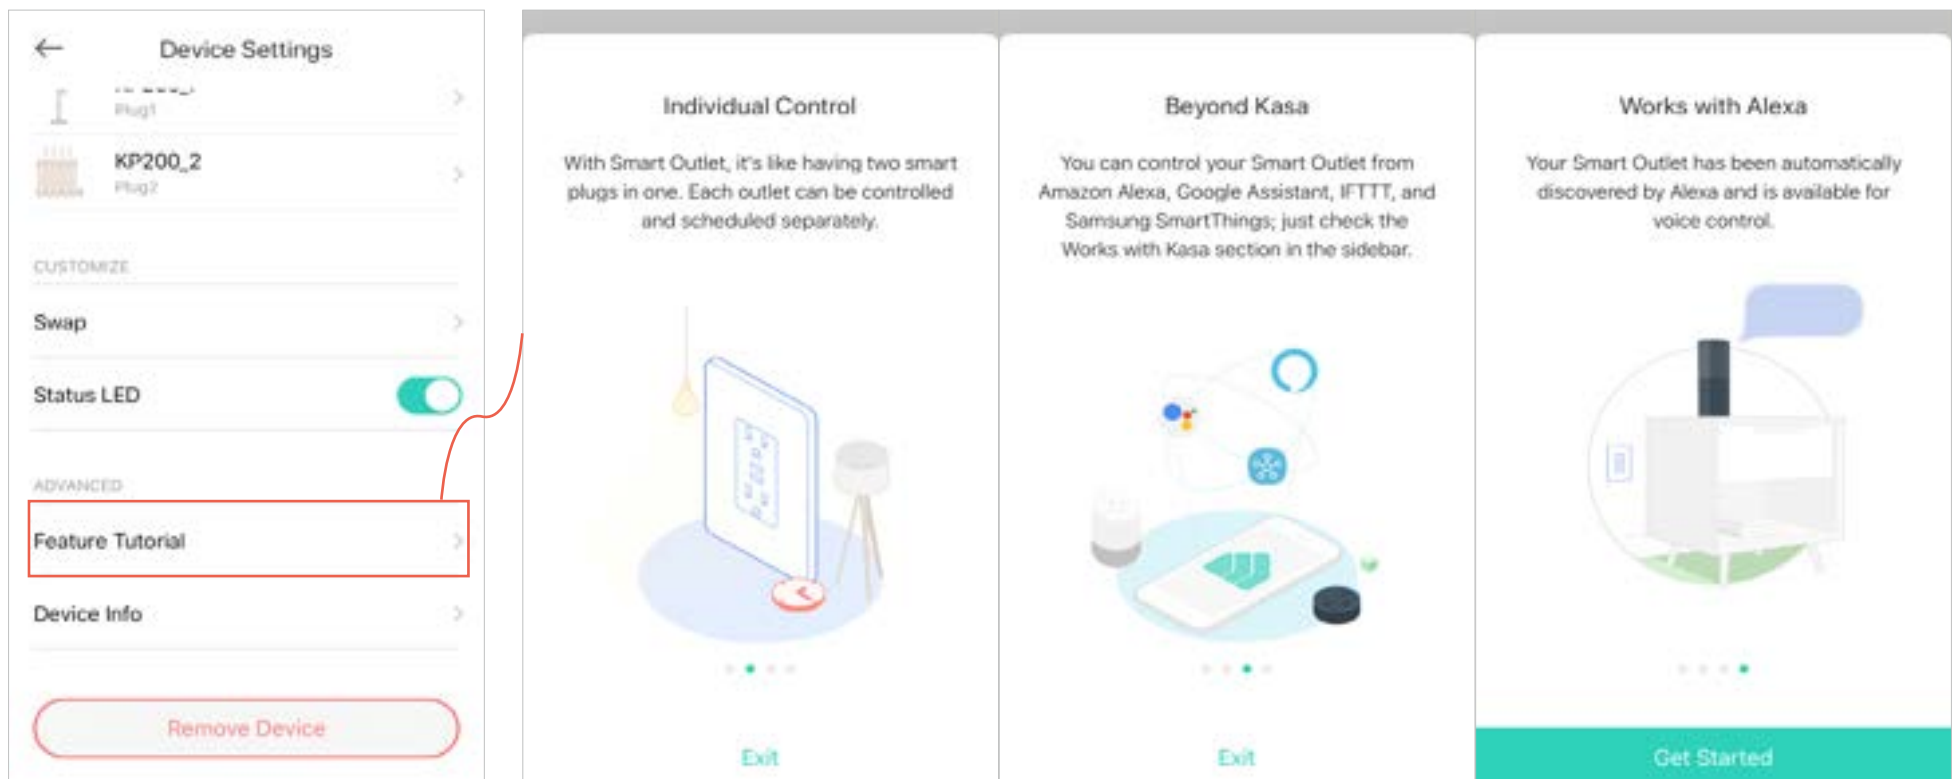 Device Settings
Plug1
KP200_2
Plug2
CUSTOMIZE
Swap
Status LED
ADVANCED
Feature Tutorial
Device Info
Remove Device
Individual Control
With Smart Outlet, it's like having two smart
plugs in one. Each outlet can be controlled
and scheduled separately.
Exit
Beyond Kasa
You can control your Smart Outlet from
Amazon Alexa, Google Assistant, IFTTT, and
Samsung SmartThings; just check the
Works with Kasa section in the sidebar.
Exit
Works with Alexa
Your Smart Outlet has been automatically
discovered by Alexa and is available for
voice control.
Get Started